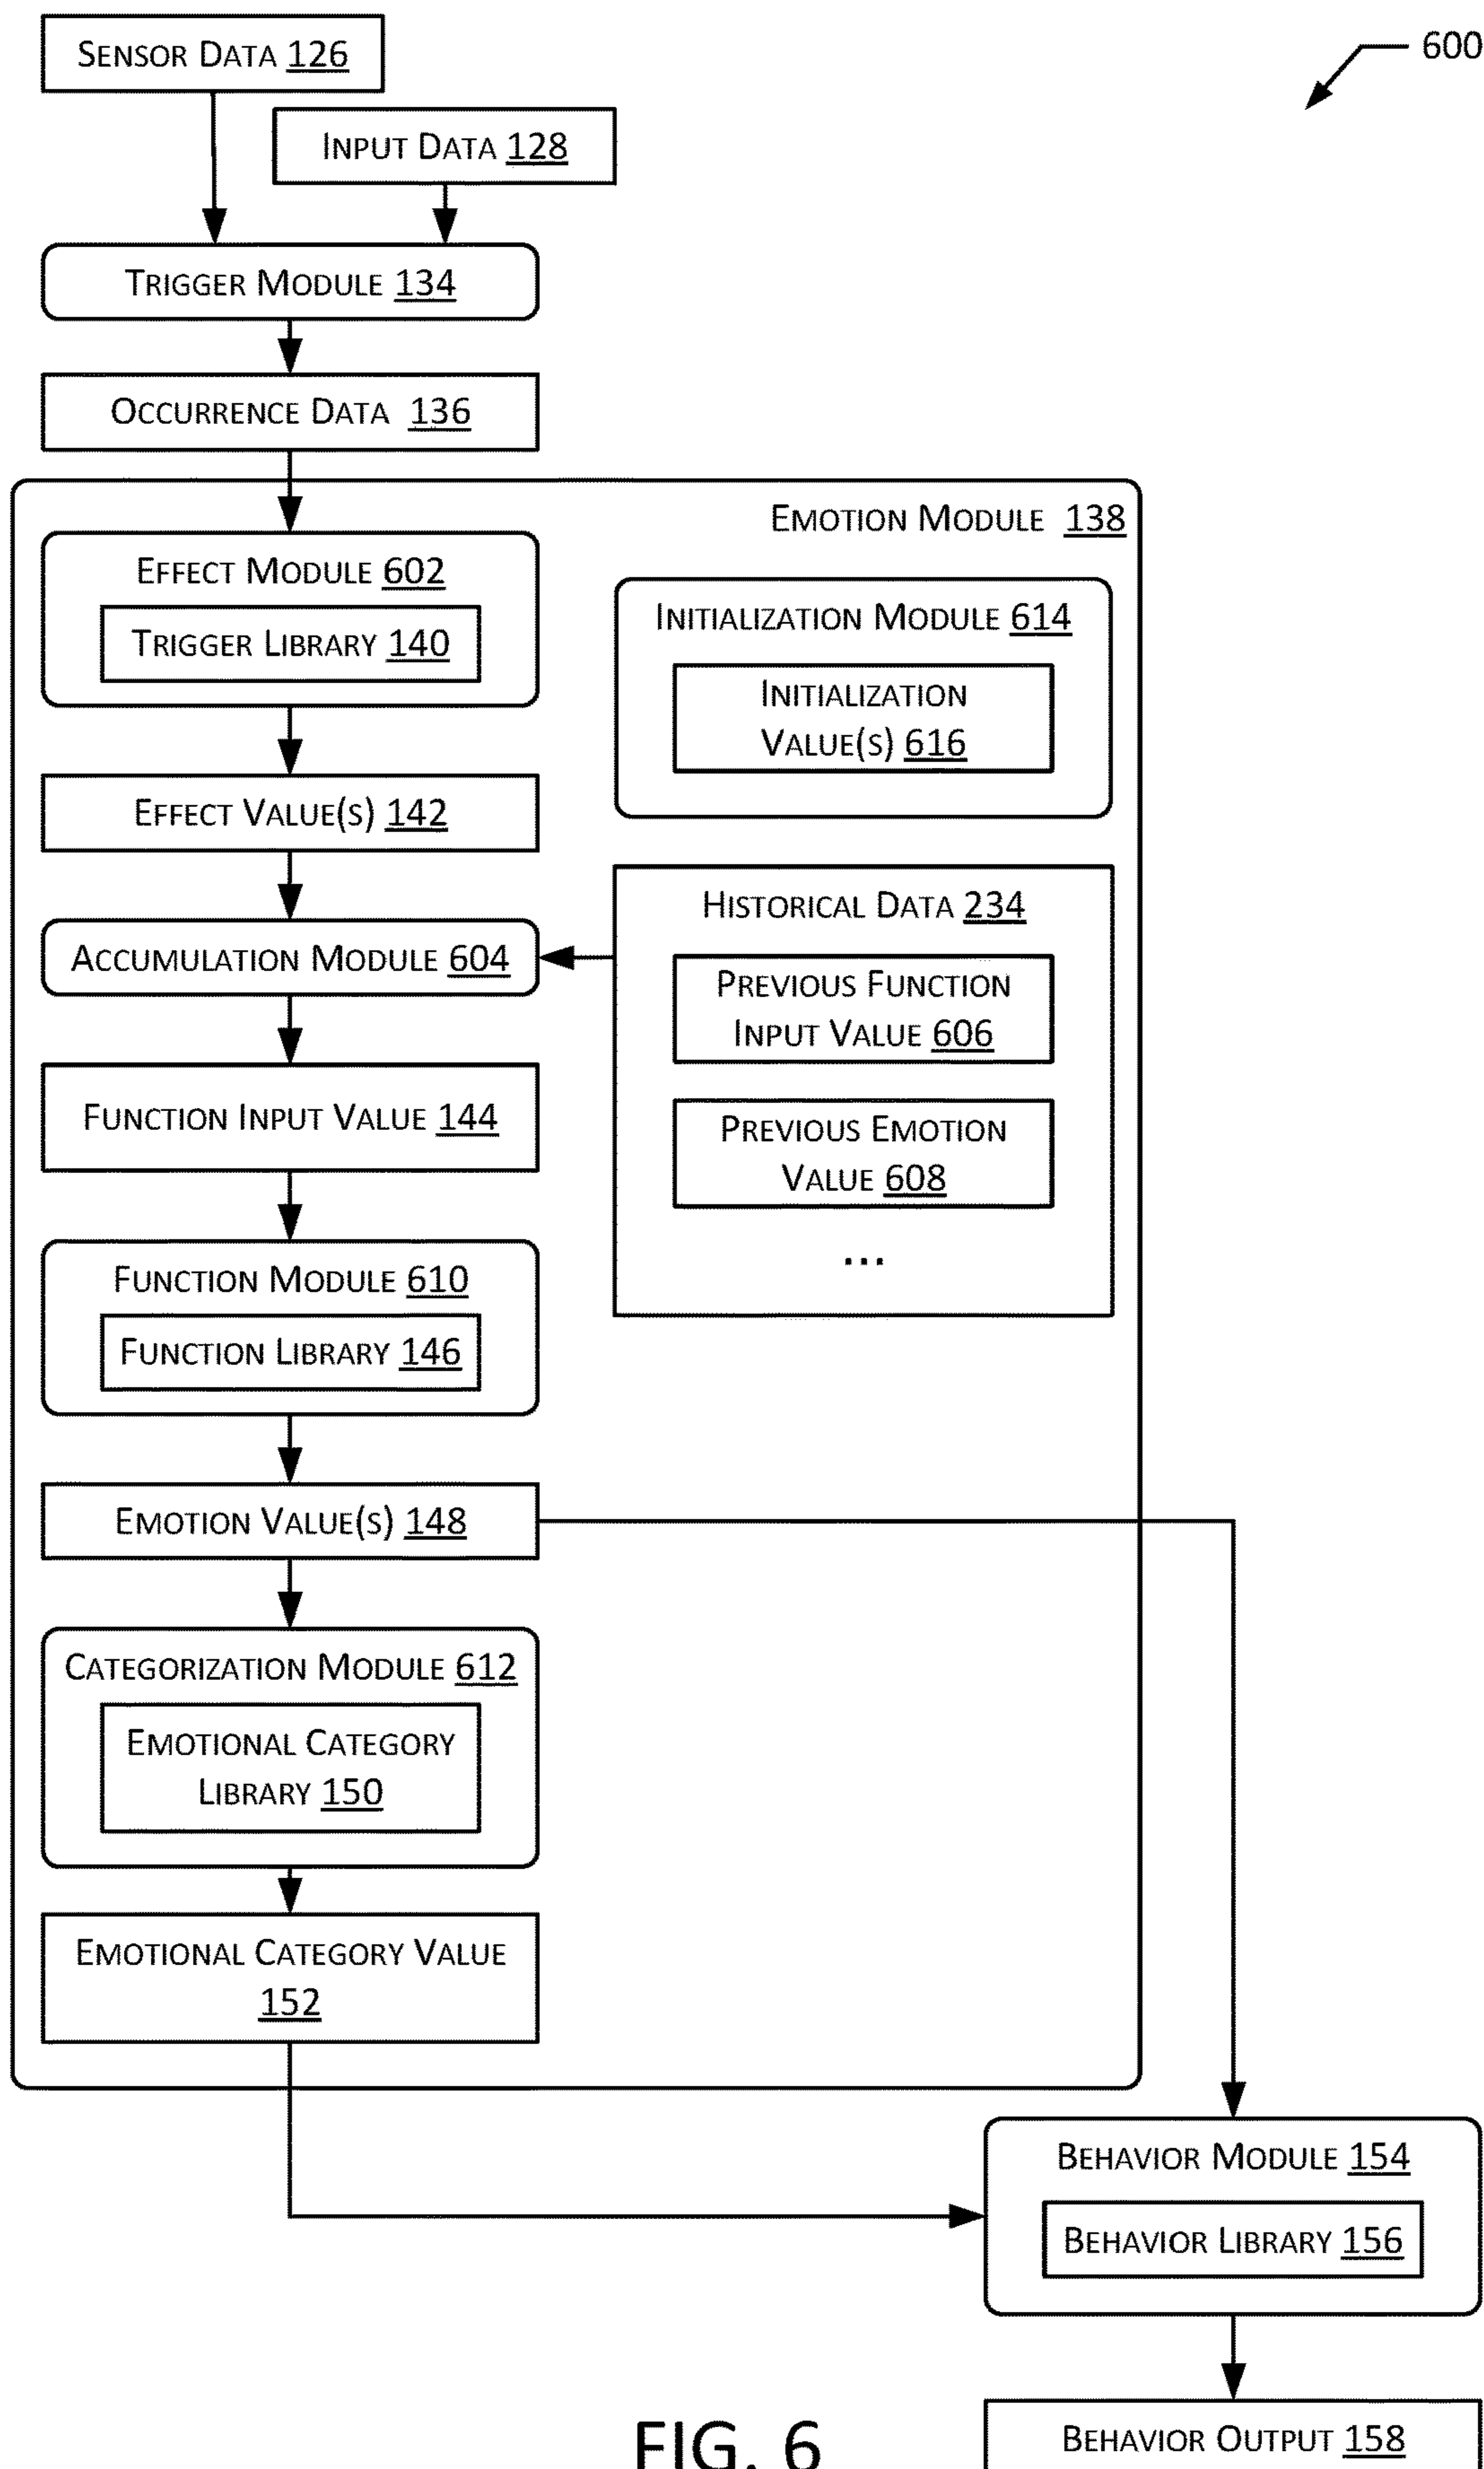 SENSOR DATA 126
600
INPUT DATA 128
TRIGGER MODULE 134
OCCURRENCE DATA 136
EMOTION MODULE 138
EFFECT MODULE 602
TRIGGER LIBRARY 140
INITIALIZATION MODULE 614
INITIALIZATION
VALUE(S) 616
EFFECT VALUE(S) 142
HISTORICAL DATA 234
ACCUMULATION MODULE 604
PREVIOUS FUNCTION
INPUT VALUE 606
FUNCTION INPUT VALUE 144
PREVIOUS EMOTION
VALUE 608
...
FUNCTION MODULE 610
FUNCTION LIBRARY 146
EMOTION VALUE(S) 148
CATEGORIZATION MODULE 612
EMOTIONAL CATEGORY
LIBRARY 150
EMOTIONAL CATEGORY VALUE
152
BEHAVIOR MODULE 154
BEHAVIOR LIBRARY 156
BEHAVIOR OUTPUT 158
FIG. 6